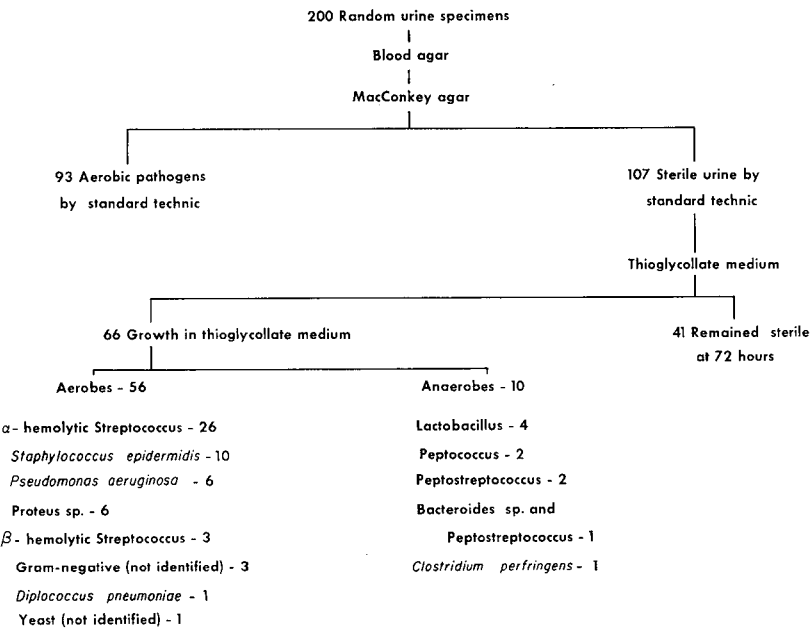 200 Random urine specimens
Blood agar
MacConkey agar
93 Aerobic pathogens
by standard technic
107 Sterile urine by
standard technic
Thioglycollate medium
66 Growth in thioglycollate medium
41 Remained sterile
at 72 hours
Aerobes - 56
α- hemolytic Streptococcus - 26
Staphylococcus epidermidis - 10
Pseudomonas aeruginosa - 6
Proteus sp. - 6
β- hemolytic Streptococcus - 3
Gram-negative (not identified) - 3
Diplococcus pneumoniae - 1
Yeast (not identified) - 1
Anaerobes - 10
Lactobacillus - 4
Peptococcus - 2
Peptostreptococcus - 2
Bacteroides sp. and
Peptostreptococcus - 1
Clostridium perfringens - 1